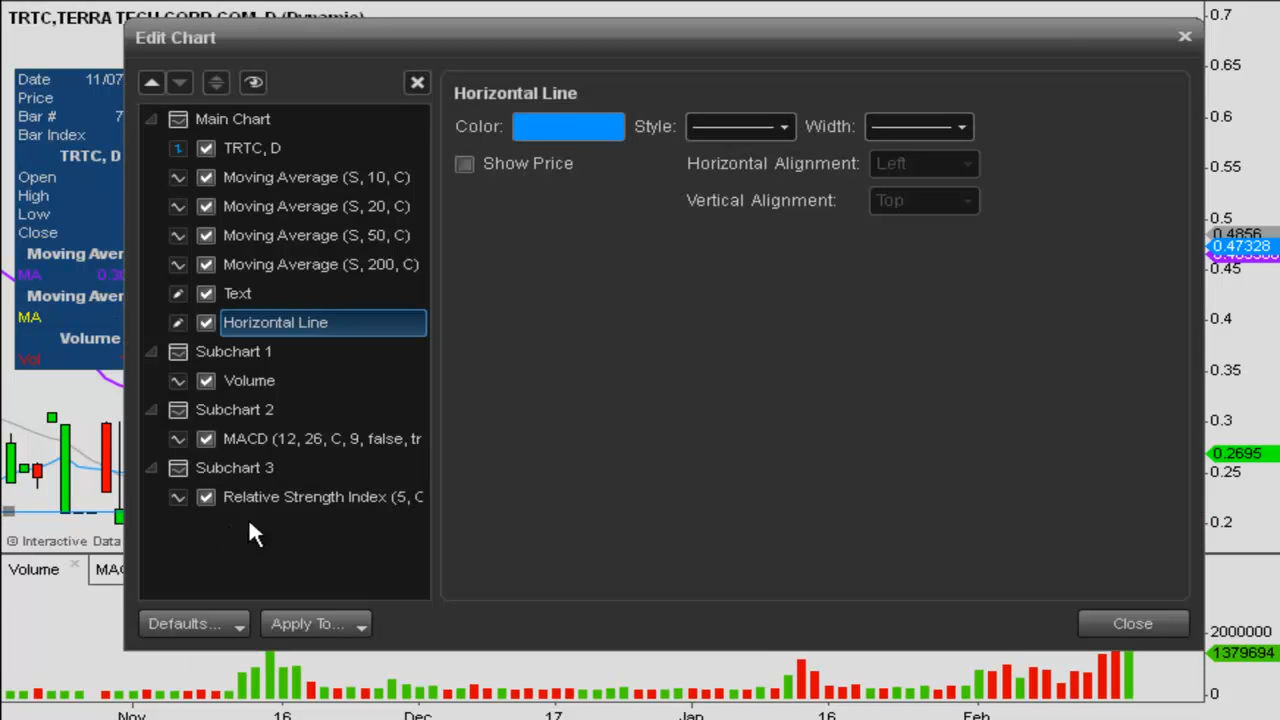 TRTC,TERRA TECH CORP COM, D (Dynamic)
Edit Chart
Date 11/07
Price
Bar # 7
Bar Index
TRTC, D
Open
High
Low
Close
Moving Aver
MA 0.3
Moving Aver
MA
Volume
Vol
Main Chart
TRTC, D
Moving Average (S, 10, C)
Moving Average (S, 20, C)
Moving Average (S, 50, C)
Moving Average (S, 200, C)
Text
Horizontal Line
Subchart 1
Volume
Subchart 2
MACD (12, 26, C, 9, false, tr
Subchart 3
Relative Strength Index (5, C
Horizontal Line
Color: Style: Width:
Show Price Horizontal Alignment: Left
Vertical Alignment: Top
Defaults... Apply To... Close
0.7
0.65
0.6
0.55
0.5
0.4856
0.47328
0.45
0.4
0.35
0.3
0.2695
0.25
0.2
© Interactive Data
Volume MAC
2000000
1379694
0
Nov 16 Dec 17 Jan 16 Feb